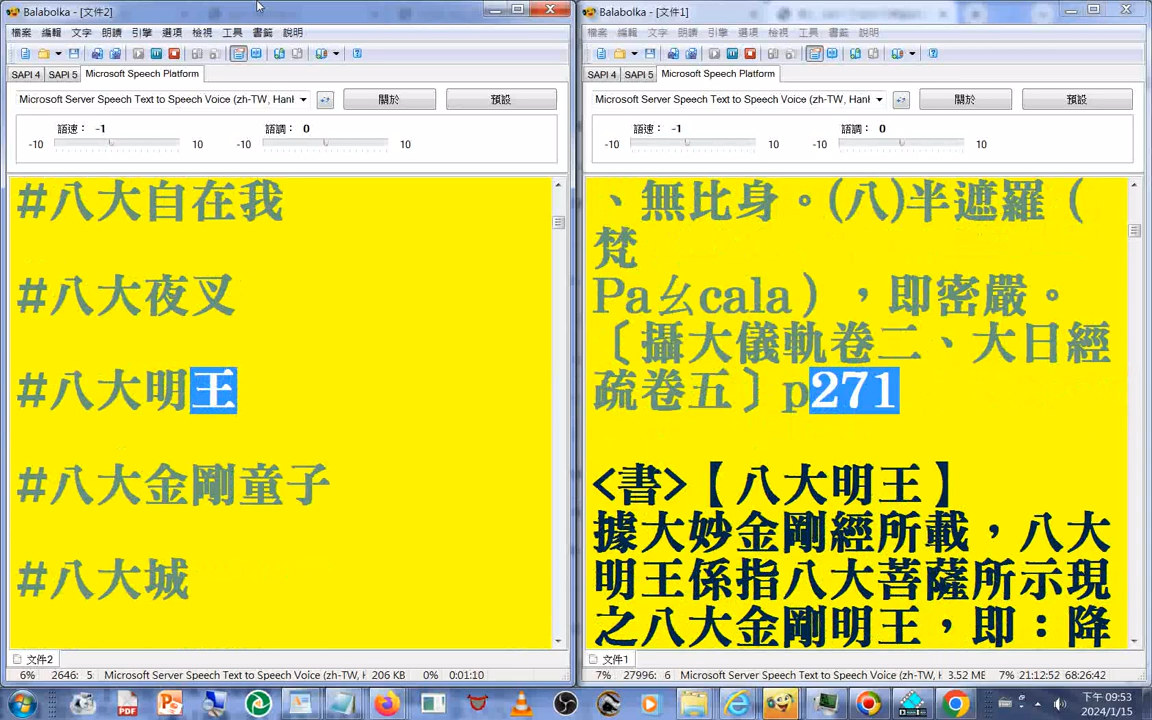 Balabolka - [文件2]
檔案 編輯 文字 朗讀 引擎 選項 檢視 工具 書籤 說明
SAPI 4 SAPI 5 Microsoft Speech Platform
Microsoft Server Speech Text to Speech Voice (zh-TW, Hanl
關於 預設
語速： -1 語調： 0
-10 10 -10 10
#八大自在我
#八大夜叉
#八大明王
#八大金剛童子
#八大城
文件2
6% 2646: 5 Microsoft Server Speech Text to Speech Voice (zh-TW, H 206 KB 0% 0:01:10
Balabolka - [文件1]
檔案 編輯 文字 朗讀 引擎 選項 檢視 工具 書籤 說明
SAPI 4 SAPI 5 Microsoft Speech Platform
Microsoft Server Speech Text to Speech Voice (zh-TW, Hanl
關於 預設
語速： -1 語調： 0
-10 10 -10 10
、無比身。(八)半遮羅（
梵
Pa幺cala），即密嚴。
〔攝大儀軌卷二、大日經
疏卷五〕p271
<書>【八大明王】
據大妙金剛經所載，八大
明王係指八大菩薩所示現
之八大金剛明王，即：降
文件1
7% 27996: 6 Microsoft Server Speech Text to Speech Voice (zh-TW, H 3.52 MB 7% 21:12:52 68:26:42
PDF
下午 09:53
2024/1/15